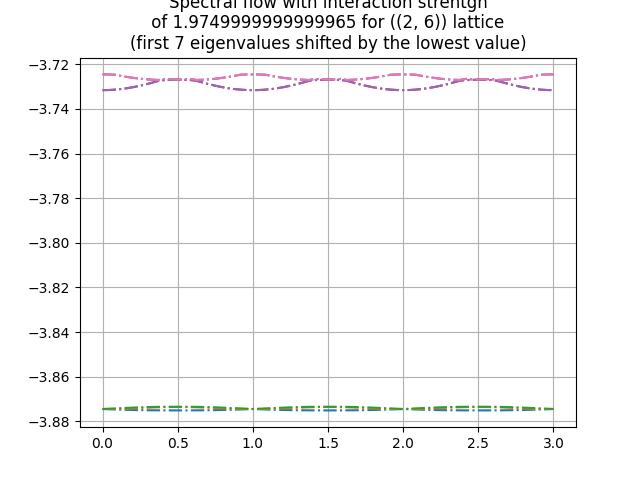 Spectral flow with interaction strentgh
of 1.9749999999999965 for ((2, 6)) lattice
(first 7 eigenvalues shifted by the lowest value)
−3.72
−3.74
−3.76
−3.78
−3.80
−3.82
−3.84
−3.86
−3.88
0.0 0.5 1.0 1.5 2.0 2.5 3.0